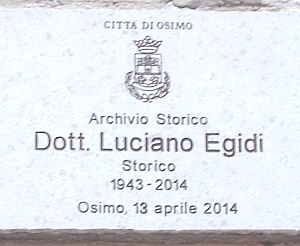 CITTÀ DI OSIMO
Archivio Storico
Dott. Luciano Egidi
Storico
1943 - 2014
Osimo, 13 aprile 2014